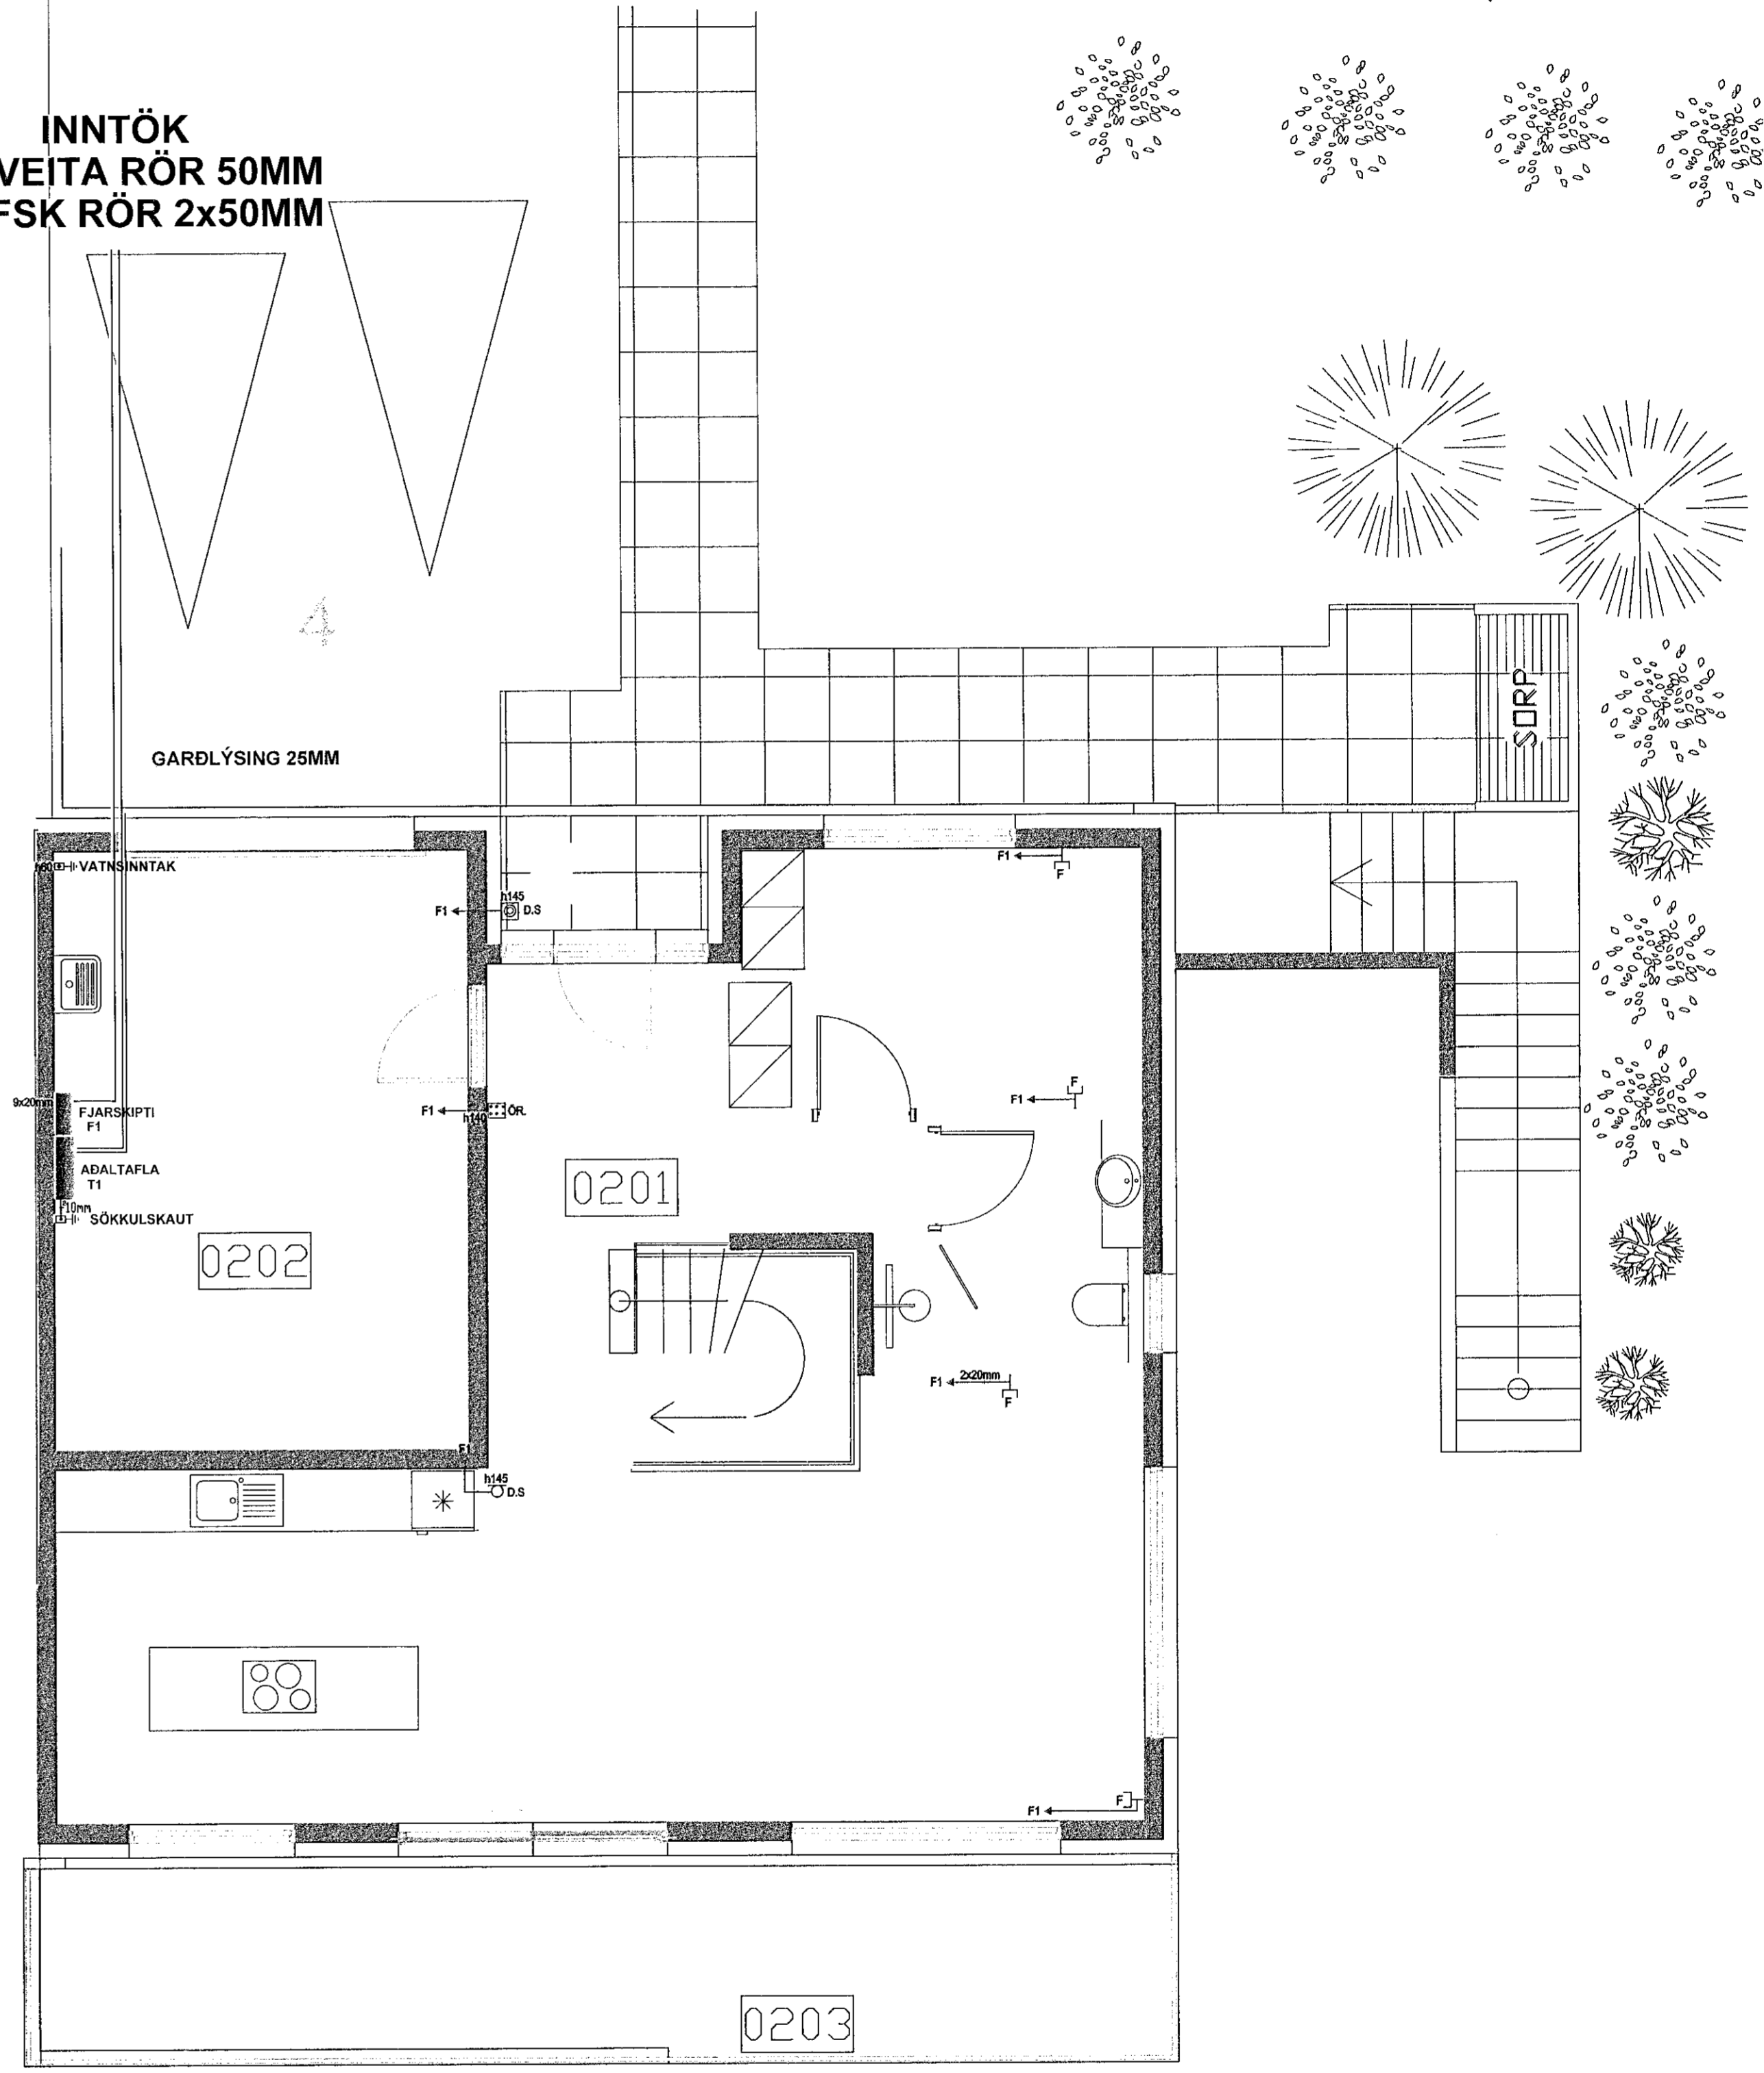 INNTÖK
VEITA RÖR 50MM
FSK RÖR 2x50MM
4
SORP
GARÐLÝSING 25MM
h60 VATNSINNTAK
F1
F
h145
F1 D.S
9x20mm
FJARSKIPTI
F1
F1 h140 ÖR.
F
F1
AÐALTAFLA
T1
10mm
SÖKKULSKAUT
0201
0202
F1 2x20mm
F
F1
h145
D.S
F
F1
0203